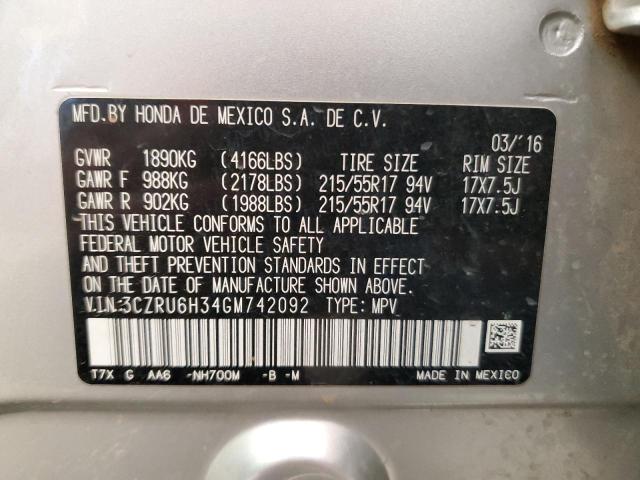 MFD. BY HONDA DE MEXICO S.A. DE C.V.
03/'16
GVWR 1890KG (4166LBS) TIRE SIZE RIM SIZE
GAWR F 988KG (2178LBS) 215/55R17 94V 17X7.5J
GAWR R 902KG (1988LBS) 215/55R17 94V 17X7.5J
THIS VEHICLE CONFORMS TO ALL APPLICABLE
FEDERAL MOTOR VEHICLE SAFETY
AND THEFT PREVENTION STANDARDS IN EFFECT
ON THE DATE OF MANUFACTURE SHOWN ABOVE.
V.I.N:3CZRU6H34GM742092 TYPE: MPV
T7X G AA6 -NH700M -B -M MADE IN MEXICO